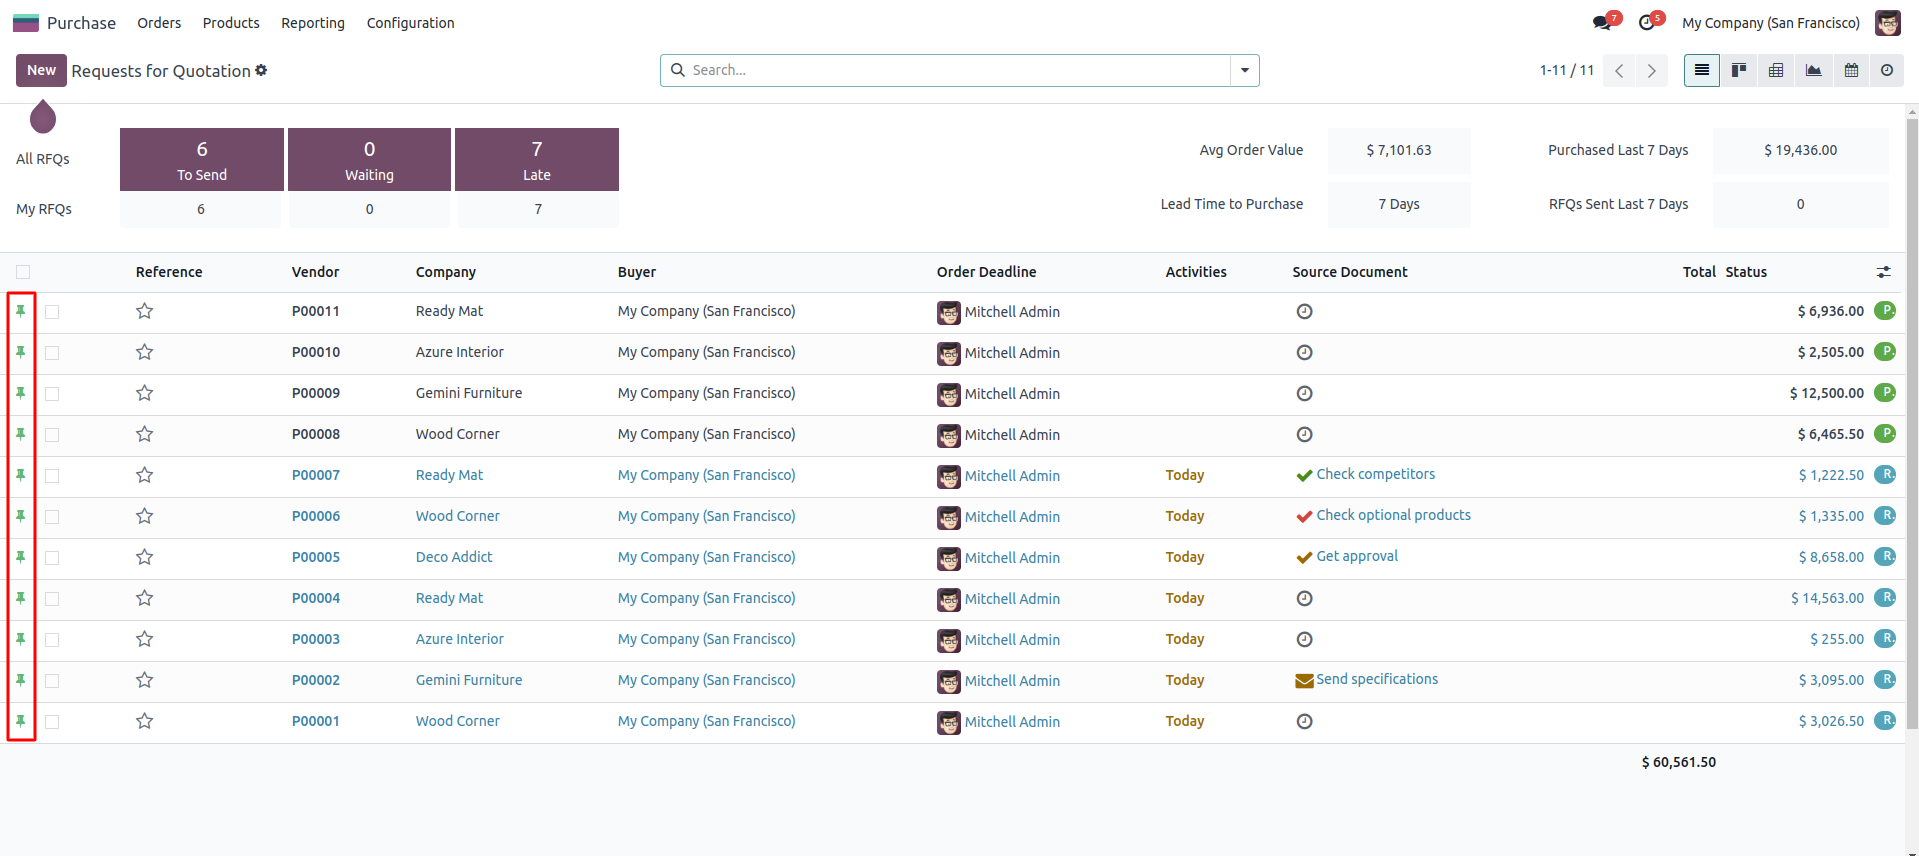 Purchase Orders Products Reporting Configuration 7 5 My Company (San Francisco)
New Requests for Quotation Search... 1-11 / 11
All RFQs 6 To Send 0 Waiting 7 Late Avg Order Value $ 7,101.63 Purchased Last 7 Days $ 19,436.00
My RFQs 6 0 7 Lead Time to Purchase 7 Days RFQs Sent Last 7 Days 0
Reference Vendor Company Buyer Order Deadline Activities Source Document Total Status
P00011 Ready Mat My Company (San Francisco) Mitchell Admin $ 6,936.00 P.
P00010 Azure Interior My Company (San Francisco) Mitchell Admin $ 2,505.00 P.
P00009 Gemini Furniture My Company (San Francisco) Mitchell Admin $ 12,500.00 P.
P00008 Wood Corner My Company (San Francisco) Mitchell Admin $ 6,465.50 P.
P00007 Ready Mat My Company (San Francisco) Mitchell Admin Today Check competitors $ 1,222.50 R.
P00006 Wood Corner My Company (San Francisco) Mitchell Admin Today Check optional products $ 1,335.00 R.
P00005 Deco Addict My Company (San Francisco) Mitchell Admin Today Get approval $ 8,658.00 R.
P00004 Ready Mat My Company (San Francisco) Mitchell Admin Today $ 14,563.00 R.
P00003 Azure Interior My Company (San Francisco) Mitchell Admin Today $ 255.00 R.
P00002 Gemini Furniture My Company (San Francisco) Mitchell Admin Today Send specifications $ 3,095.00 R.
P00001 Wood Corner My Company (San Francisco) Mitchell Admin Today $ 3,026.50 R.
$ 60,561.50